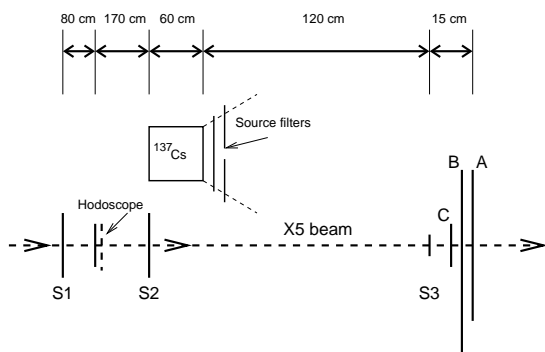 80 cm 170 cm 60 cm 120 cm 15 cm
Source filters
137Cs
B A
Hodoscope
C
X5 beam
S1 S2 S3